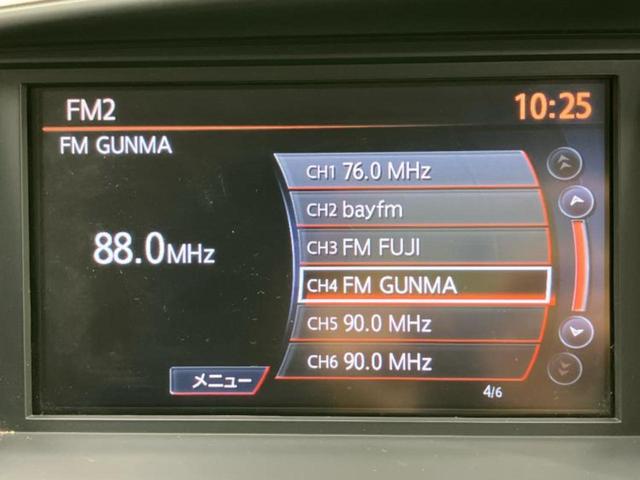 FM2
10:25
FM GUNMA
88.0MHz
CH1 76.0 MHz
CH2 bayfm
CH3 FM FUJI
CH4 FM GUNMA
CH5 90.0 MHz
CH6 90.0 MHz
メニュー
4/6